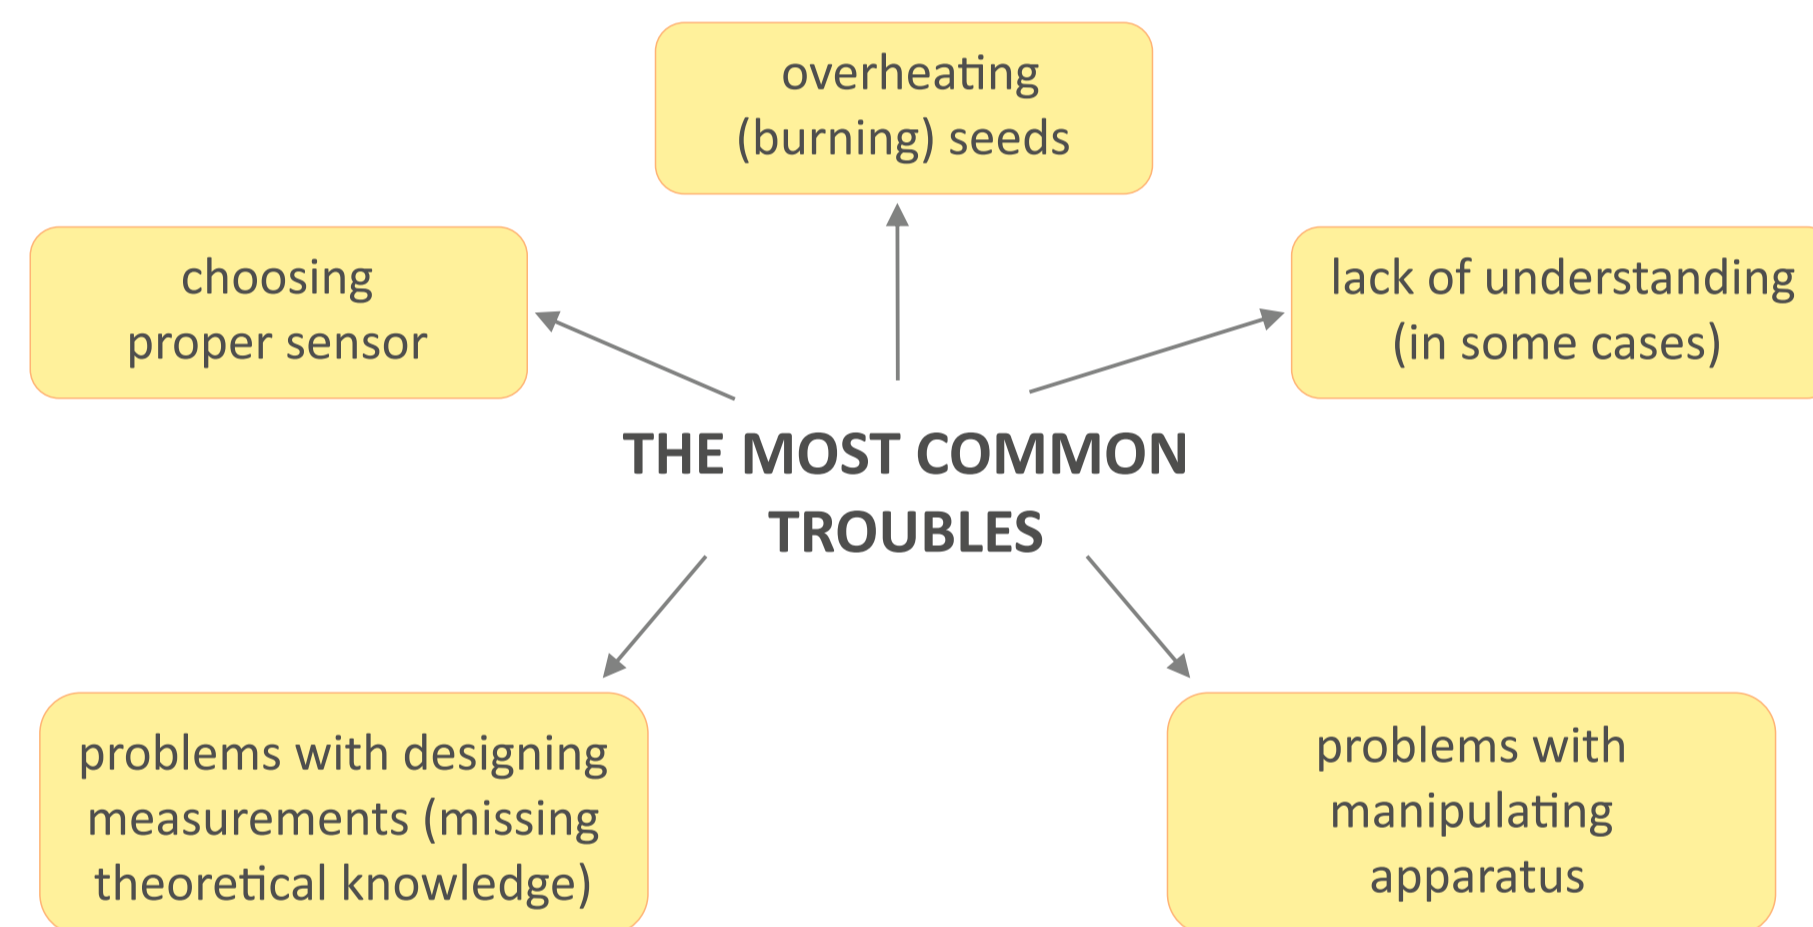 overheating
(burning) seeds
choosing
proper sensor
lack of understanding
(in some cases)
THE MOST COMMON
TROUBLES
problems with designing
measurements (missing
theoretical knowledge)
problems with
manipulating
apparatus